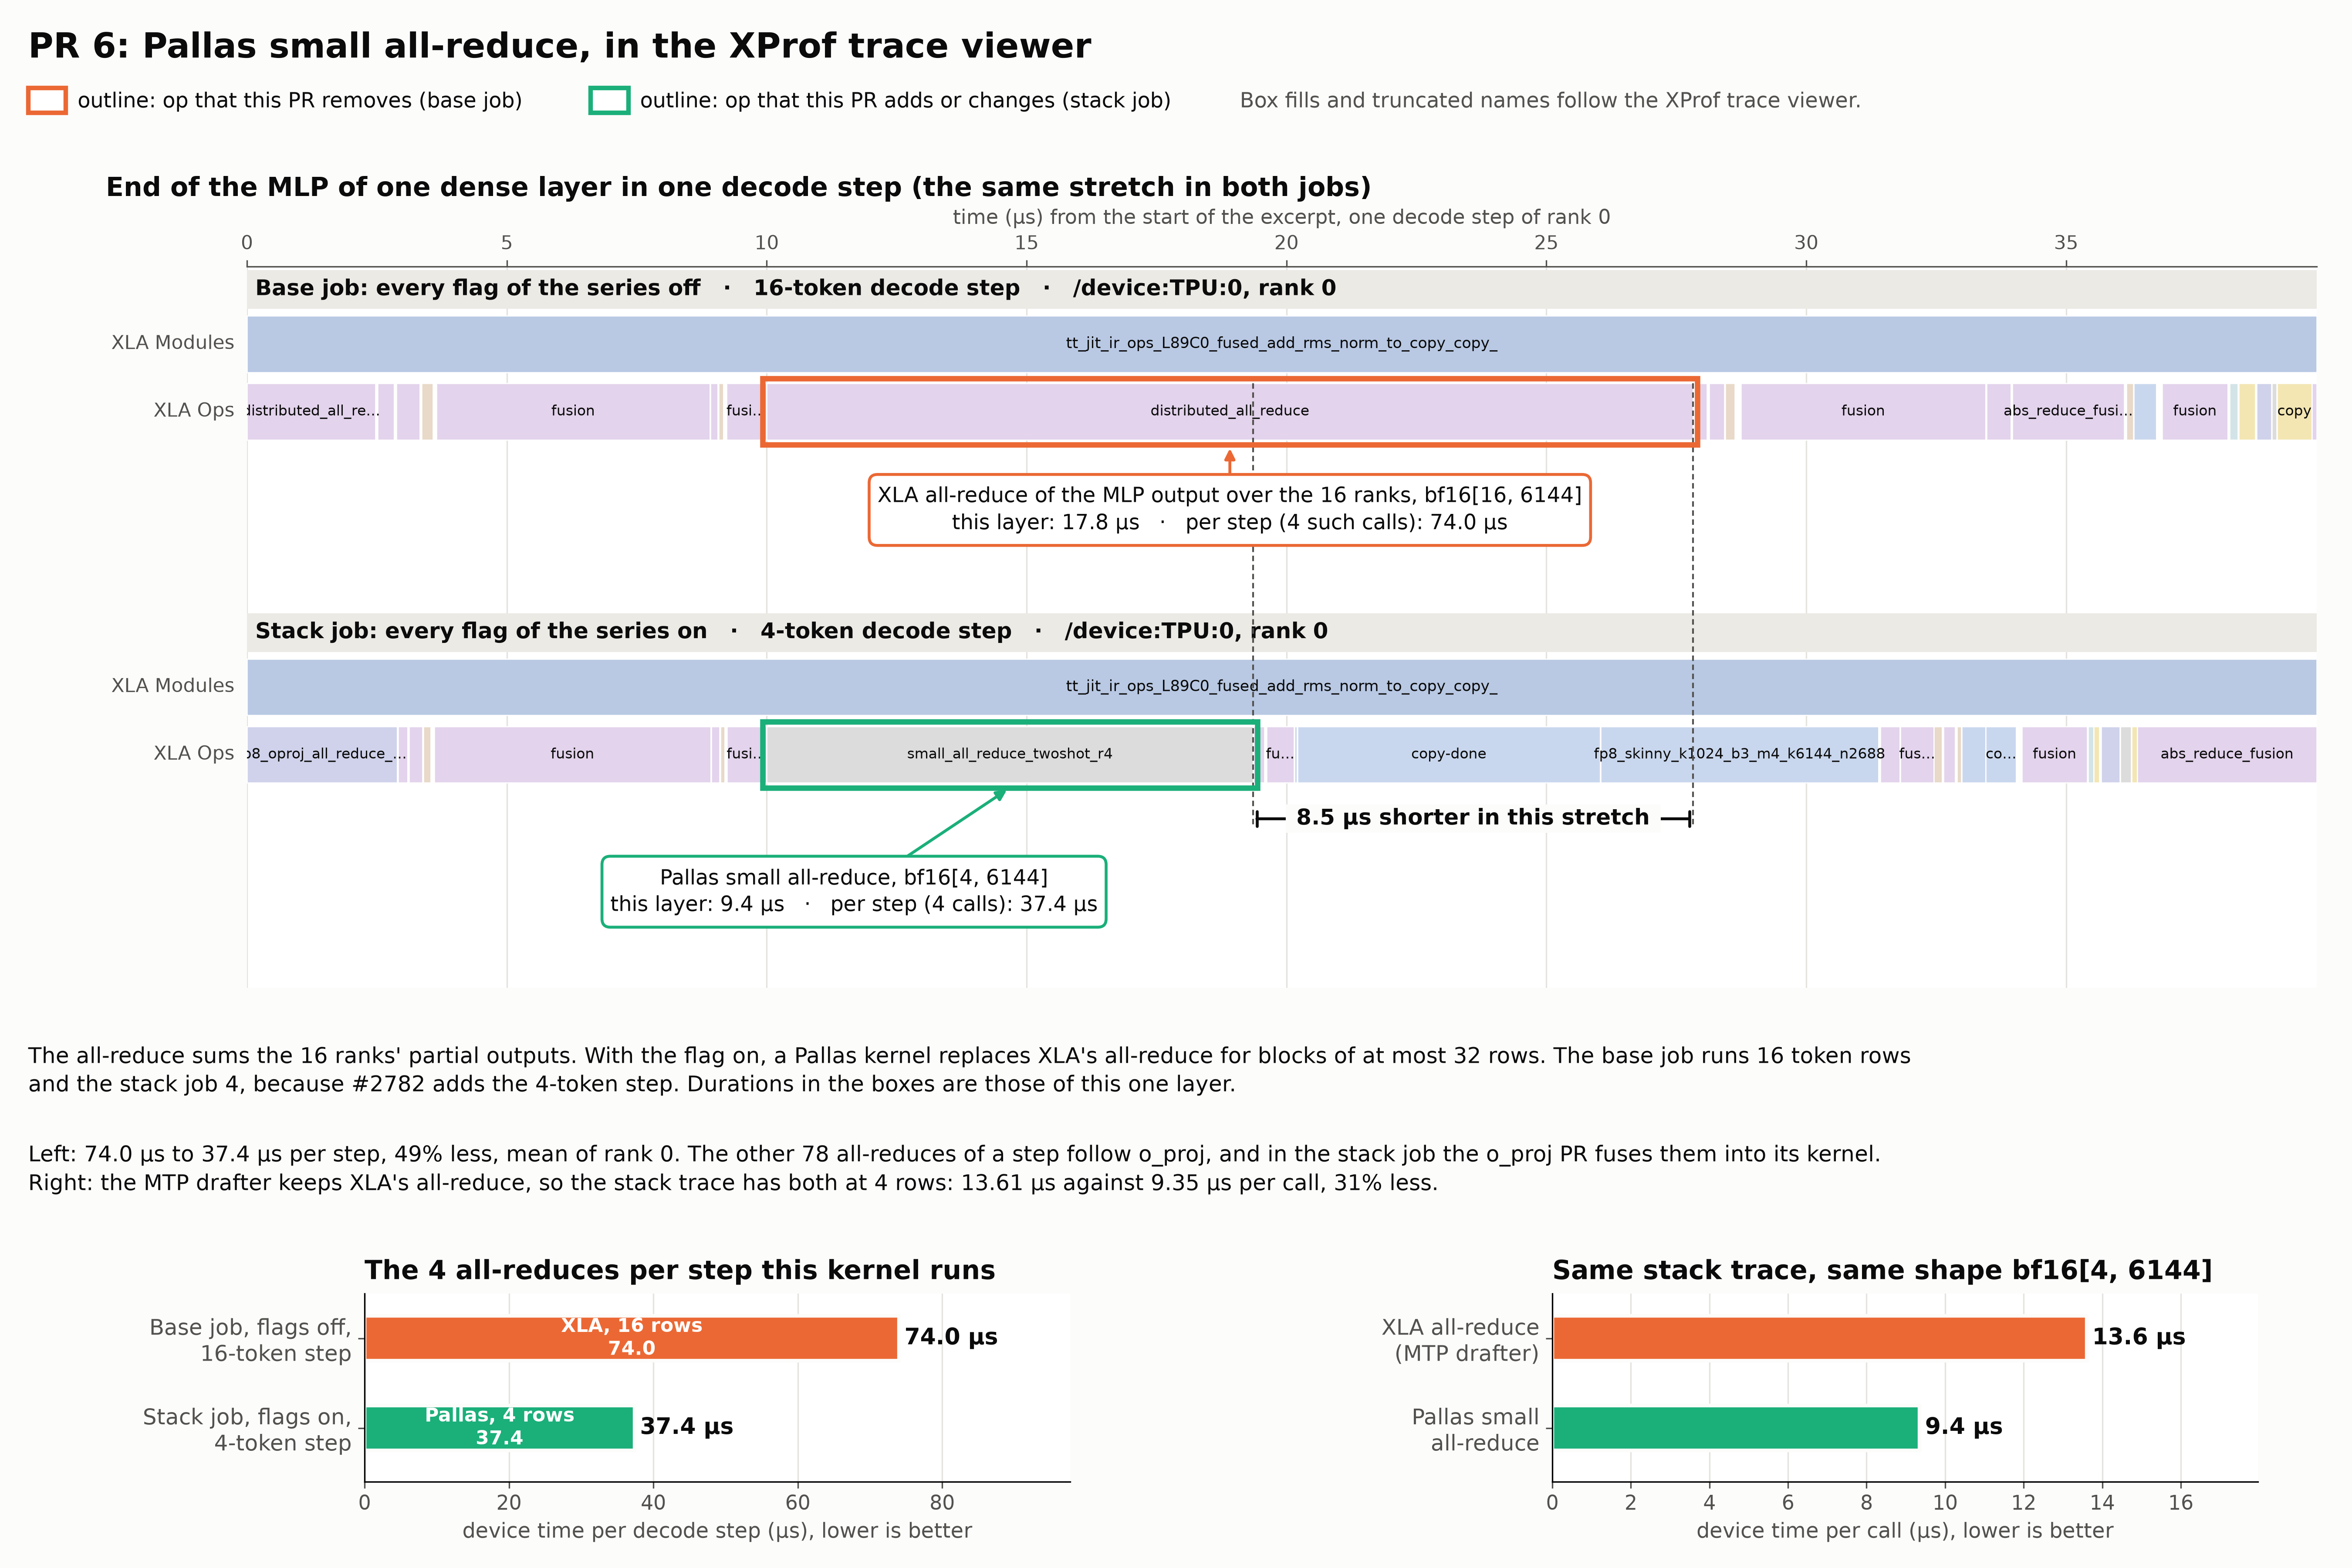 PR 6: Pallas small all-reduce, in the XProf trace viewer
outline: op that this PR removes (base job)
outline: op that this PR adds or changes (stack job)
Box fills and truncated names follow the XProf trace viewer.
End of the MLP of one dense layer in one decode step (the same stretch in both jobs)
time (µs) from the start of the excerpt, one decode step of rank 0
0 5 10 15 20 25 30 35
Base job: every flag of the series off · 16-token decode step · /device:TPU:0, rank 0
XLA Modules
tt_jit_ir_ops_L89C0_fused_add_rms_norm_to_copy_copy_
XLA Ops
distributed_all_re...
fusion
fusi...
distributed_all_reduce
fusion
abs_reduce_fusi...
fusion
copy
XLA all-reduce of the MLP output over the 16 ranks, bf16[16, 6144]
this layer: 17.8 µs · per step (4 such calls): 74.0 µs
Stack job: every flag of the series on · 4-token decode step · /device:TPU:0, rank 0
XLA Modules
tt_jit_ir_ops_L89C0_fused_add_rms_norm_to_copy_copy_
XLA Ops
p8_oproj_all_reduce_...
fusion
fusi...
small_all_reduce_twoshot_r4
fu...
copy-done
fp8_skinny_k1024_b3_m4_k6144_n2688
fus...
co...
fusion
abs_reduce_fusion
8.5 µs shorter in this stretch
Pallas small all-reduce, bf16[4, 6144]
this layer: 9.4 µs · per step (4 calls): 37.4 µs
The all-reduce sums the 16 ranks' partial outputs. With the flag on, a Pallas kernel replaces XLA's all-reduce for blocks of at most 32 rows. The base job runs 16 token rows
and the stack job 4, because #2782 adds the 4-token step. Durations in the boxes are those of this one layer.
Left: 74.0 µs to 37.4 µs per step, 49% less, mean of rank 0. The other 78 all-reduces of a step follow o_proj, and in the stack job the o_proj PR fuses them into its kernel.
Right: the MTP drafter keeps XLA's all-reduce, so the stack trace has both at 4 rows: 13.61 µs against 9.35 µs per call, 31% less.
The 4 all-reduces per step this kernel runs
Base job, flags off,
16-token step
XLA, 16 rows
74.0
74.0 µs
Stack job, flags on,
4-token step
Pallas, 4 rows
37.4
37.4 µs
0 20 40 60 80
device time per decode step (µs), lower is better
Same stack trace, same shape bf16[4, 6144]
XLA all-reduce
(MTP drafter)
13.6 µs
Pallas small
all-reduce
9.4 µs
0 2 4 6 8 10 12 14 16
device time per call (µs), lower is better